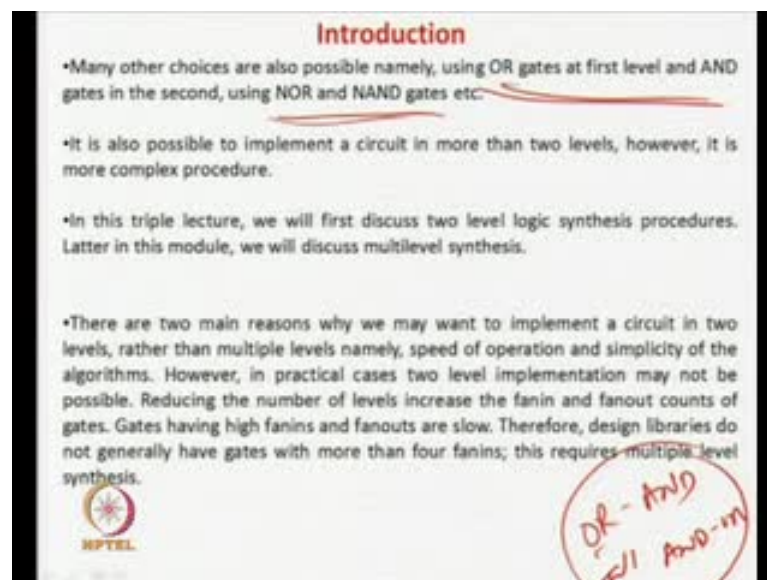 Introduction
•Many other choices are also possible namely, using OR gates at first level and AND
gates in the second, using NOR and NAND gates etc.
•It is also possible to implement a circuit in more than two levels, however, it is
more complex procedure.
•In this triple lecture, we will first discuss two level logic synthesis procedures.
Latter in this module, we will discuss multilevel synthesis.
•There are two main reasons why we may want to implement a circuit in two
levels, rather than multiple levels namely, speed of operation and simplicity of the
algorithms. However, in practical cases two level implementation may not be
possible. Reducing the number of levels increase the fanin and fanout counts of
gates. Gates having high fanins and fanouts are slow. Therefore, design libraries do
not generally have gates with more than four fanins; this requires multiple level
synthesis.
OR - AND
AND-
NPTEL